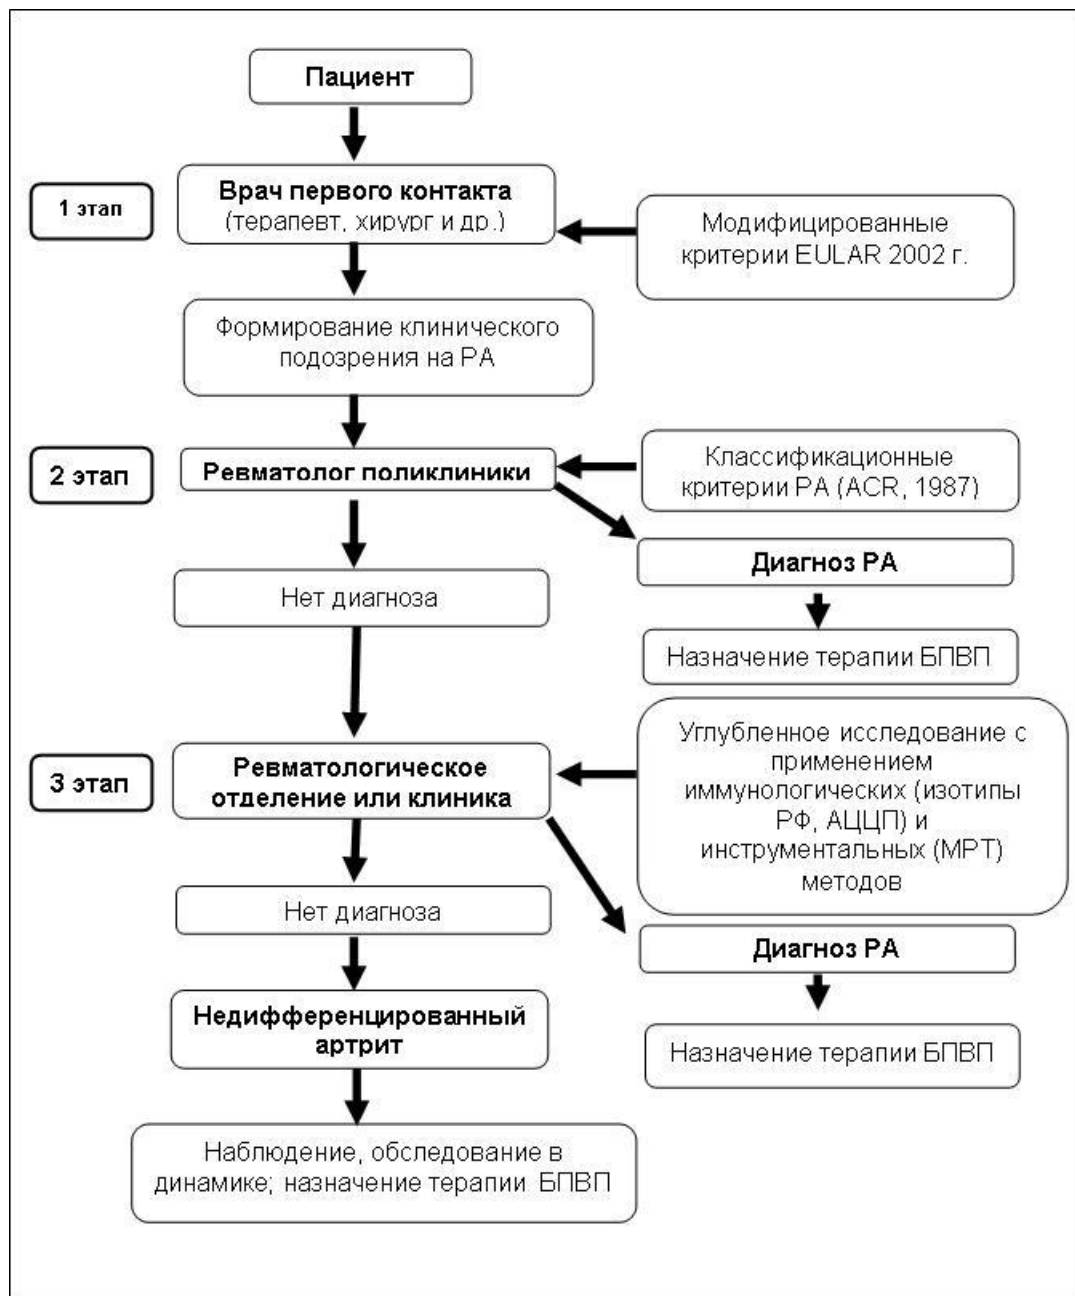 Пациент
1 этап
Врач первого контакта
(терапевт, хирург и др.)
Модифицированные
критерии EULAR 2002 г.
Формирование клинического
подозрения на РА
2 этап
Ревматолог поликлиники
Классификационные
критерии РА (ACR, 1987)
Диагноз РА
Нет диагноза
Назначение терапии БПВП
3 этап
Ревматологическое
отделение или клиника
Углубленное исследование с
применением
иммунологических (изотипы
РФ, АЦЦП) и
инструментальных (МРТ)
методов
Нет диагноза
Диагноз РА
Недифференцированный
артрит
Назначение терапии БПВП
Наблюдение, обследование в
динамике; назначение терапии БПВП